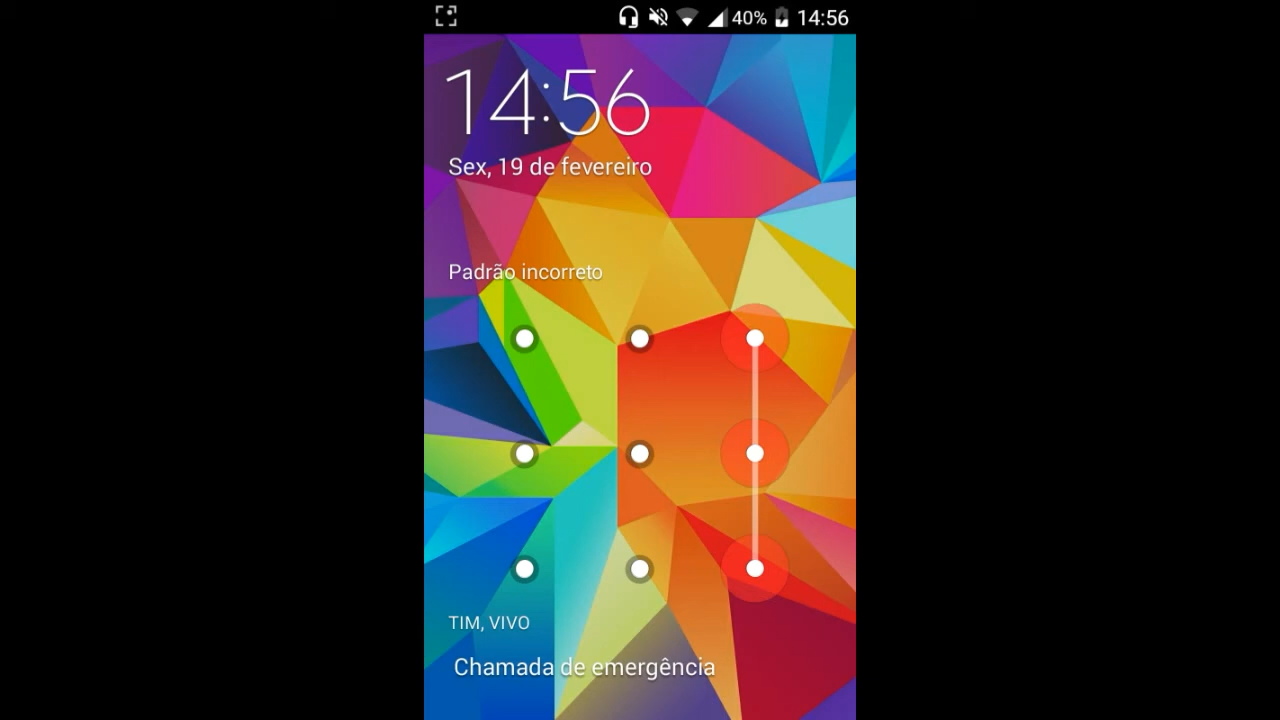 40% 14:56
14:56
Sex, 19 de fevereiro
Padrão incorreto
TIM, VIVO
Chamada de emergência